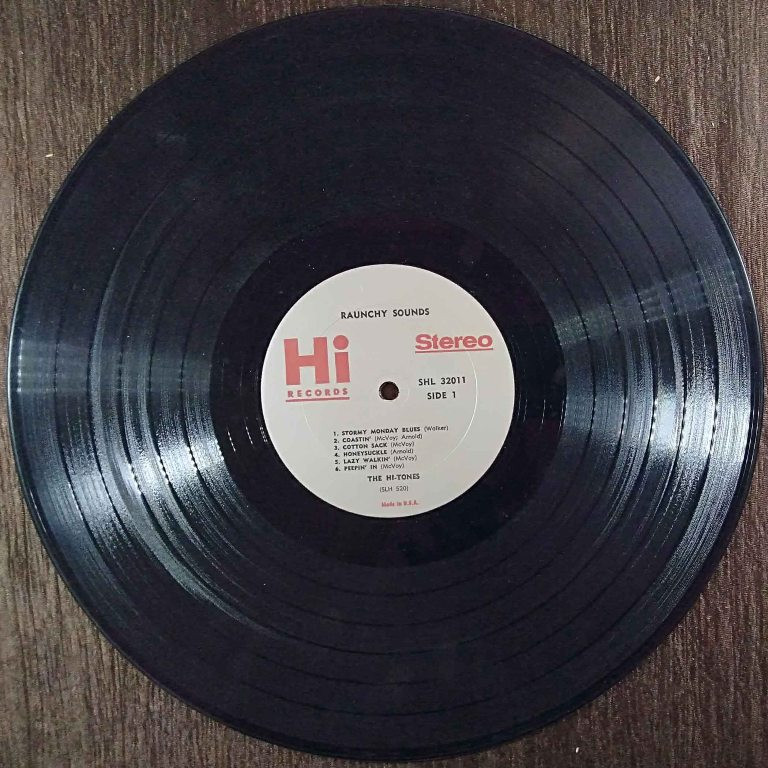 RAUNCHY SOUNDS
Hi
RECORDS
Stereo
SHL 32011
SIDE 1
1. STORMY MONDAY BLUES (Walker)
2. COASTIN' (McVoy; Arnold)
3. COTTON SACK (McVoy)
4. HONEYSUCKLE (Arnold)
5. LAZY WALKIN' (McVoy)
6. PEEPIN' IN (McVoy)
THE HI-TONES
(SLH 520)
Made in U.S.A.